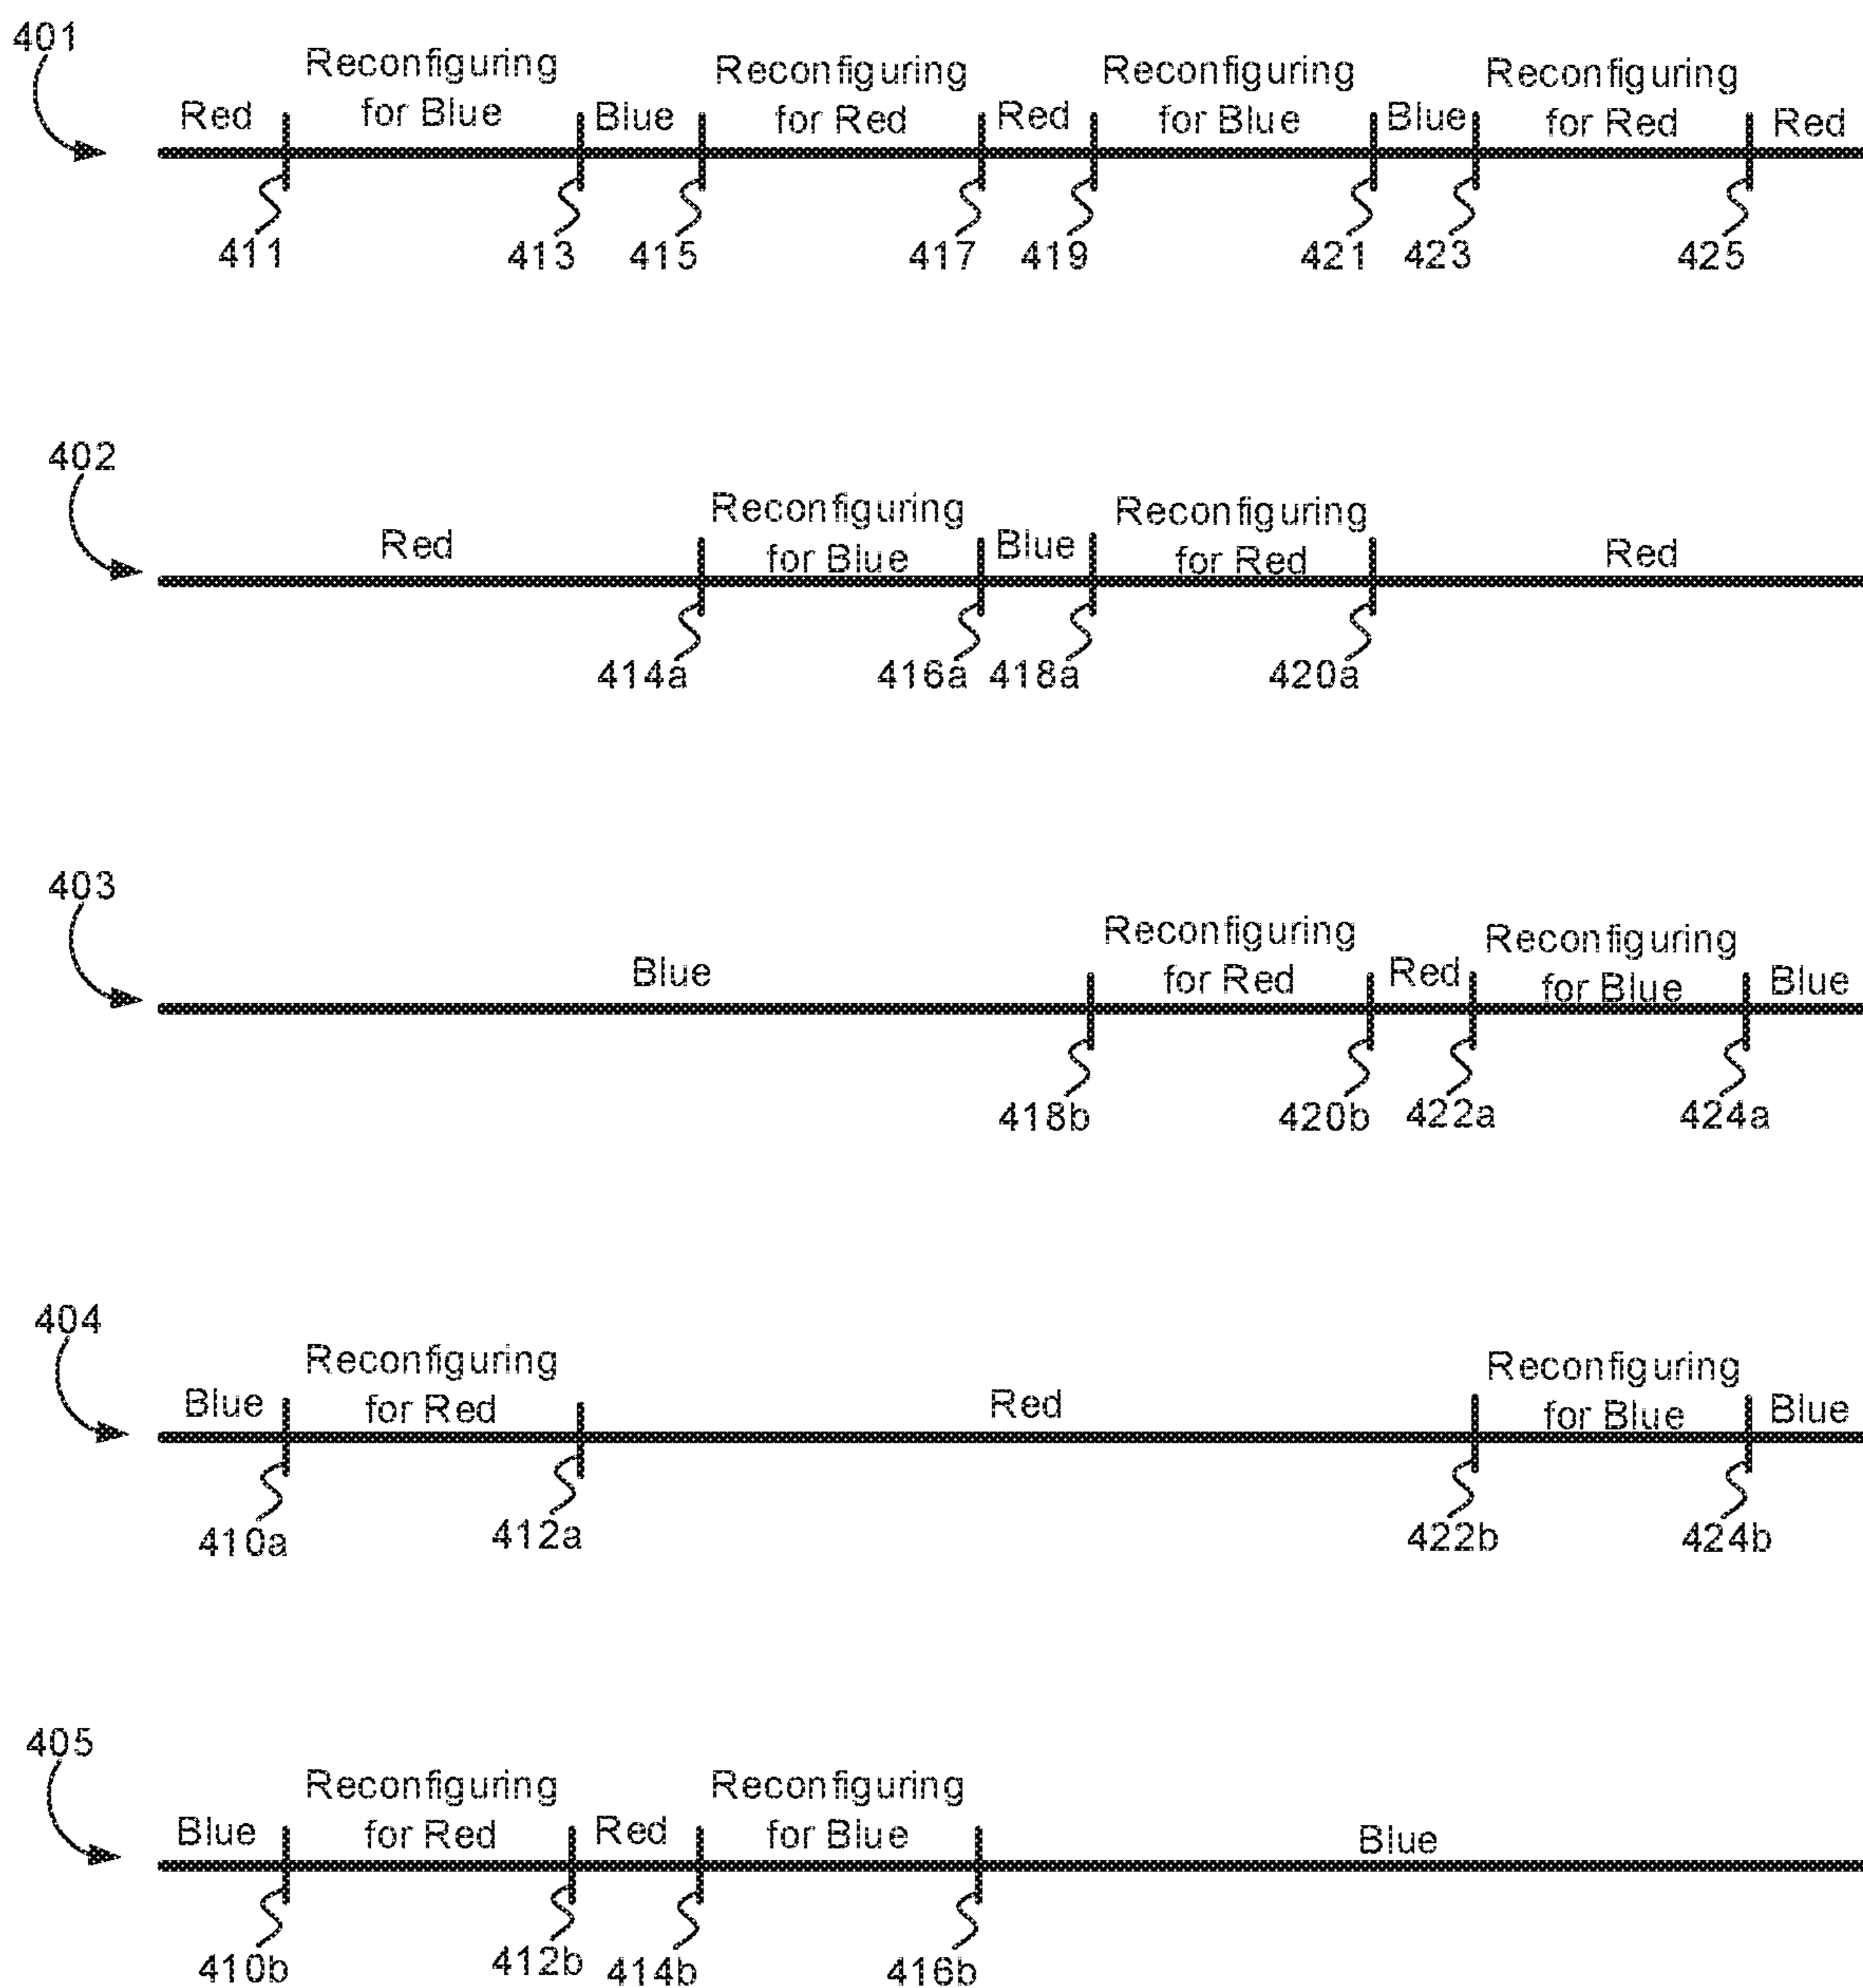 401
Reconfiguring Reconfiguring Reconfiguring Reconfiguring
Red for Blue Blue for Red Red for Blue Blue for Red Red
411 413 415 417 419 421 423 425
402
Reconfiguring Reconfiguring
Red for Blue Blue for Red Red
414a 416a 418a 420a
403
Reconfiguring Reconfiguring
Blue for Red Red for Blue Blue
418b 420b 422a 424a
404
Reconfiguring Reconfiguring
Blue for Red Red for Blue Blue
410a 412a 422b 424b
405
Reconfiguring Reconfiguring
Blue for Red Red for Blue Blue
410b 412b 414b 416b